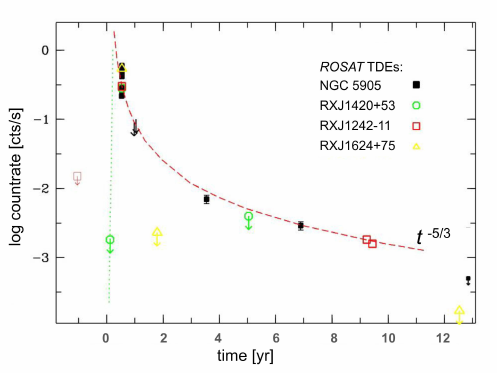 ROSAT TDEs:
NGC 5905
RXJ1420+53
RXJ1242-11
RXJ1624+75
0
−1
−2
−3
log countrate [cts/s]
t -5/3
0 2 4 6 8 10 12
time [yr]